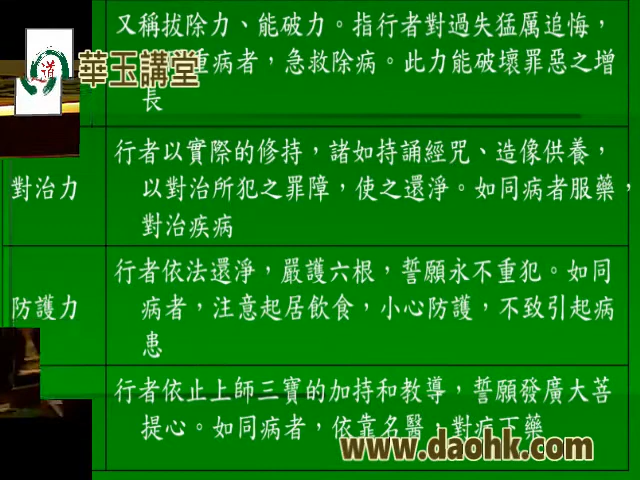 又稱拔除力、能破力。指行者對過失猛厲追悔，
重病者，急救除病。此力能破壞罪惡之增
長
道
華玉講堂
對治力
行者以實際的修持，諸如持誦經咒、造像供養，
以對治所犯之罪障，使之還淨。如同病者服藥，
對治疾病
防護力
行者依法還淨，嚴護六根，誓願永不重犯。如同
病者，注意起居飲食，小心防護，不致引起病
患
行者依止上師三寶的加持和教導，誓願發廣大菩
提心。如同病者，依靠名醫，對症下藥
www.daohk.com